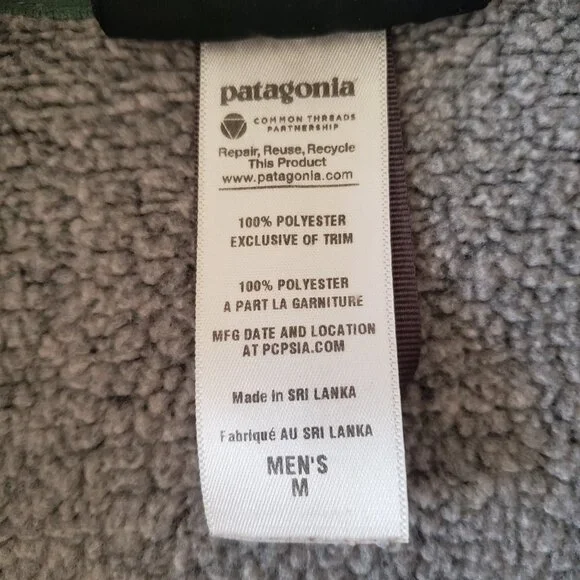 patagonia
COMMON THREADS
PARTNERSHIP
Repair, Reuse, Recycle
This Product
www.patagonia.com
100% POLYESTER
EXCLUSIVE OF TRIM
100% POLYESTER
A PART LA GARNITURE
MFG DATE AND LOCATION
AT PCPSIA.COM
Made in SRI LANKA
Fabriqué AU SRI LANKA
MEN'S
M